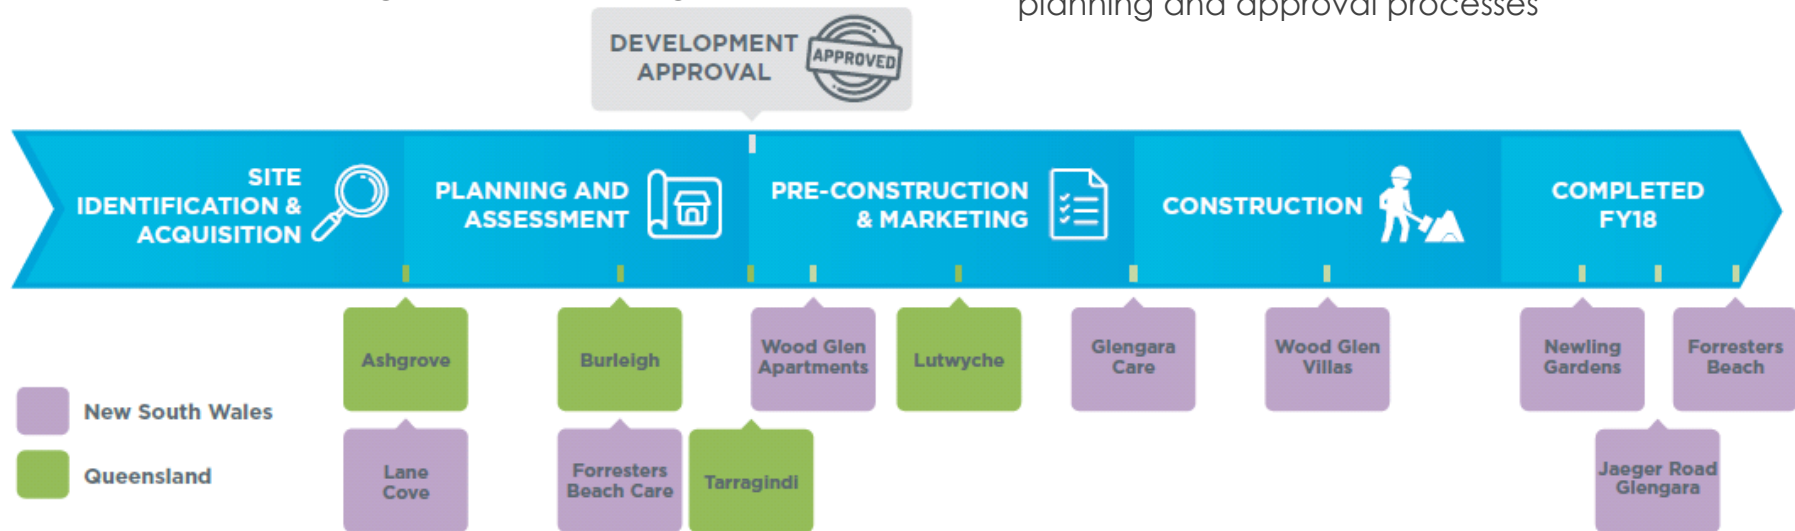 planning and approval processes
DEVELOPMENT
APPROVAL
APPROVED
SITE
IDENTIFICATION &
ACQUISITION
PLANNING AND
ASSESSMENT
PRE-CONSTRUCTION
& MARKETING
CONSTRUCTION
COMPLETED
FY18
Ashgrove
Burleigh
Wood Glen
Apartments
Lutwyche
Glengara
Care
Wood Glen
Villas
Newling
Gardens
Forresters
Beach
New South Wales
Queensland
Lane
Cove
Forresters
Beach Care
Tarragindi
Jaeger Road
Glengara